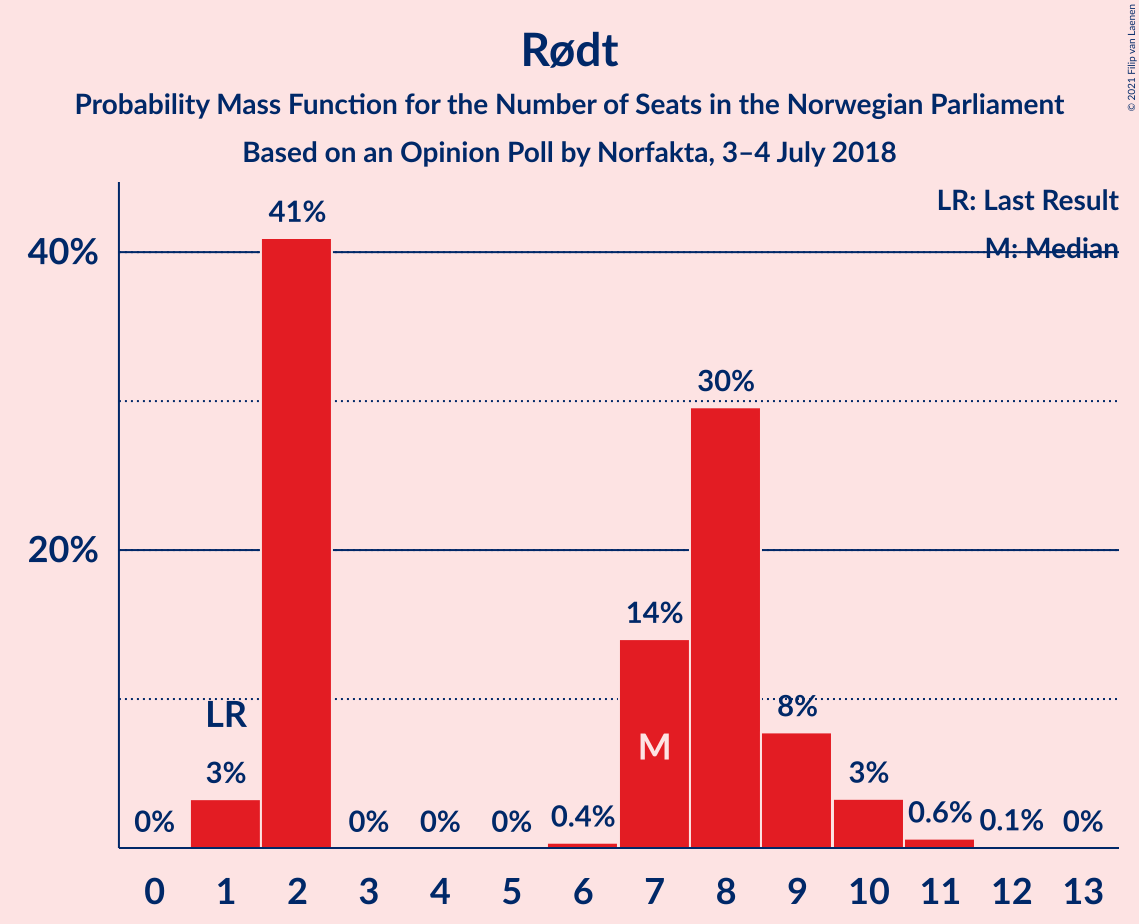 Rødt
Probability Mass Function for the Number of Seats in the Norwegian Parliament
Based on an Opinion Poll by Norfakta, 3–4 July 2018
© 2021 Filip van Laenen
LR: Last Result
M: Median
40%
20%
0%
3%
LR
41%
0%
0%
0%
0.4%
14%
M
30%
8%
3%
0.6%
0.1%
0%
0 1 2 3 4 5 6 7 8 9 10 11 12 13